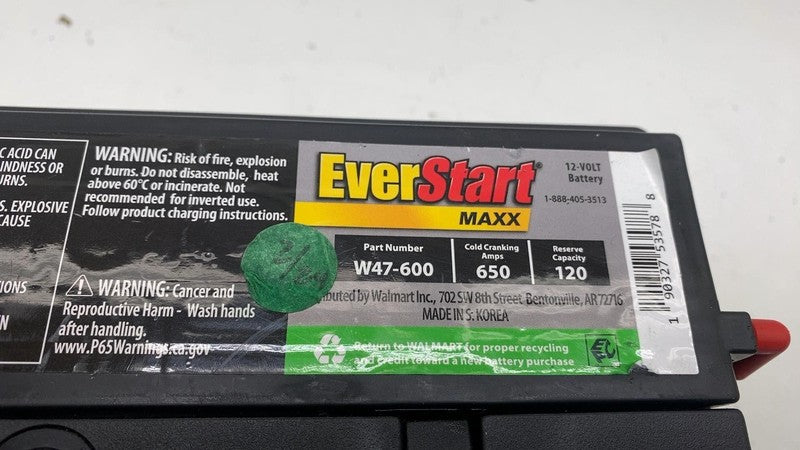 C ACID CAN
INDNESS OR
URNS.
S. EXPLOSIVE
CAUSE
TIONS
EN
WARNING: Risk of fire, explosion
or burns. Do not disassemble, heat
above 60°C or incinerate. Not
recommended for inverted use.
Follow product charging instructions.
WARNING: Cancer and
Reproductive Harm - Wash hands
after handling.
www.P65Warnings.ca.gov
EverStart®
MAXX
12-VOLT
Battery
1-888-405-3513
Part Number
W47-600
Cold Cranking
Amps
650
Reserve
Capacity
120
ributed by Walmart Inc., 702 SW 8th Street Bentonville, AR 72716
MADE IN S. KOREA
Return to WALMART for proper recycling
and credit toward a new battery purchase
1 90327 53578 8